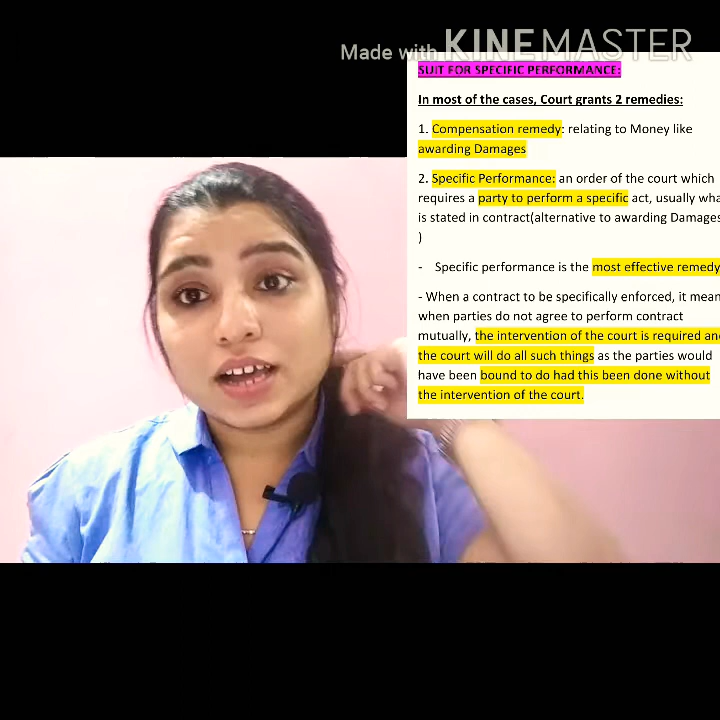 Made with KINEMASTER
SUIT FOR SPECIFIC PERFORMANCE:
In most of the cases, Court grants 2 remedies:
1. Compensation remedy: relating to Money like
awarding Damages
2. Specific Performance: an order of the court which
requires a party to perform a specific act, usually wha
is stated in contract(alternative to awarding Damages
)
- Specific performance is the most effective remedy
- When a contract to be specifically enforced, it mean
when parties do not agree to perform contract
mutually, the intervention of the court is required an
the court will do all such things as the parties would
have been bound to do had this been done without
the intervention of the court.